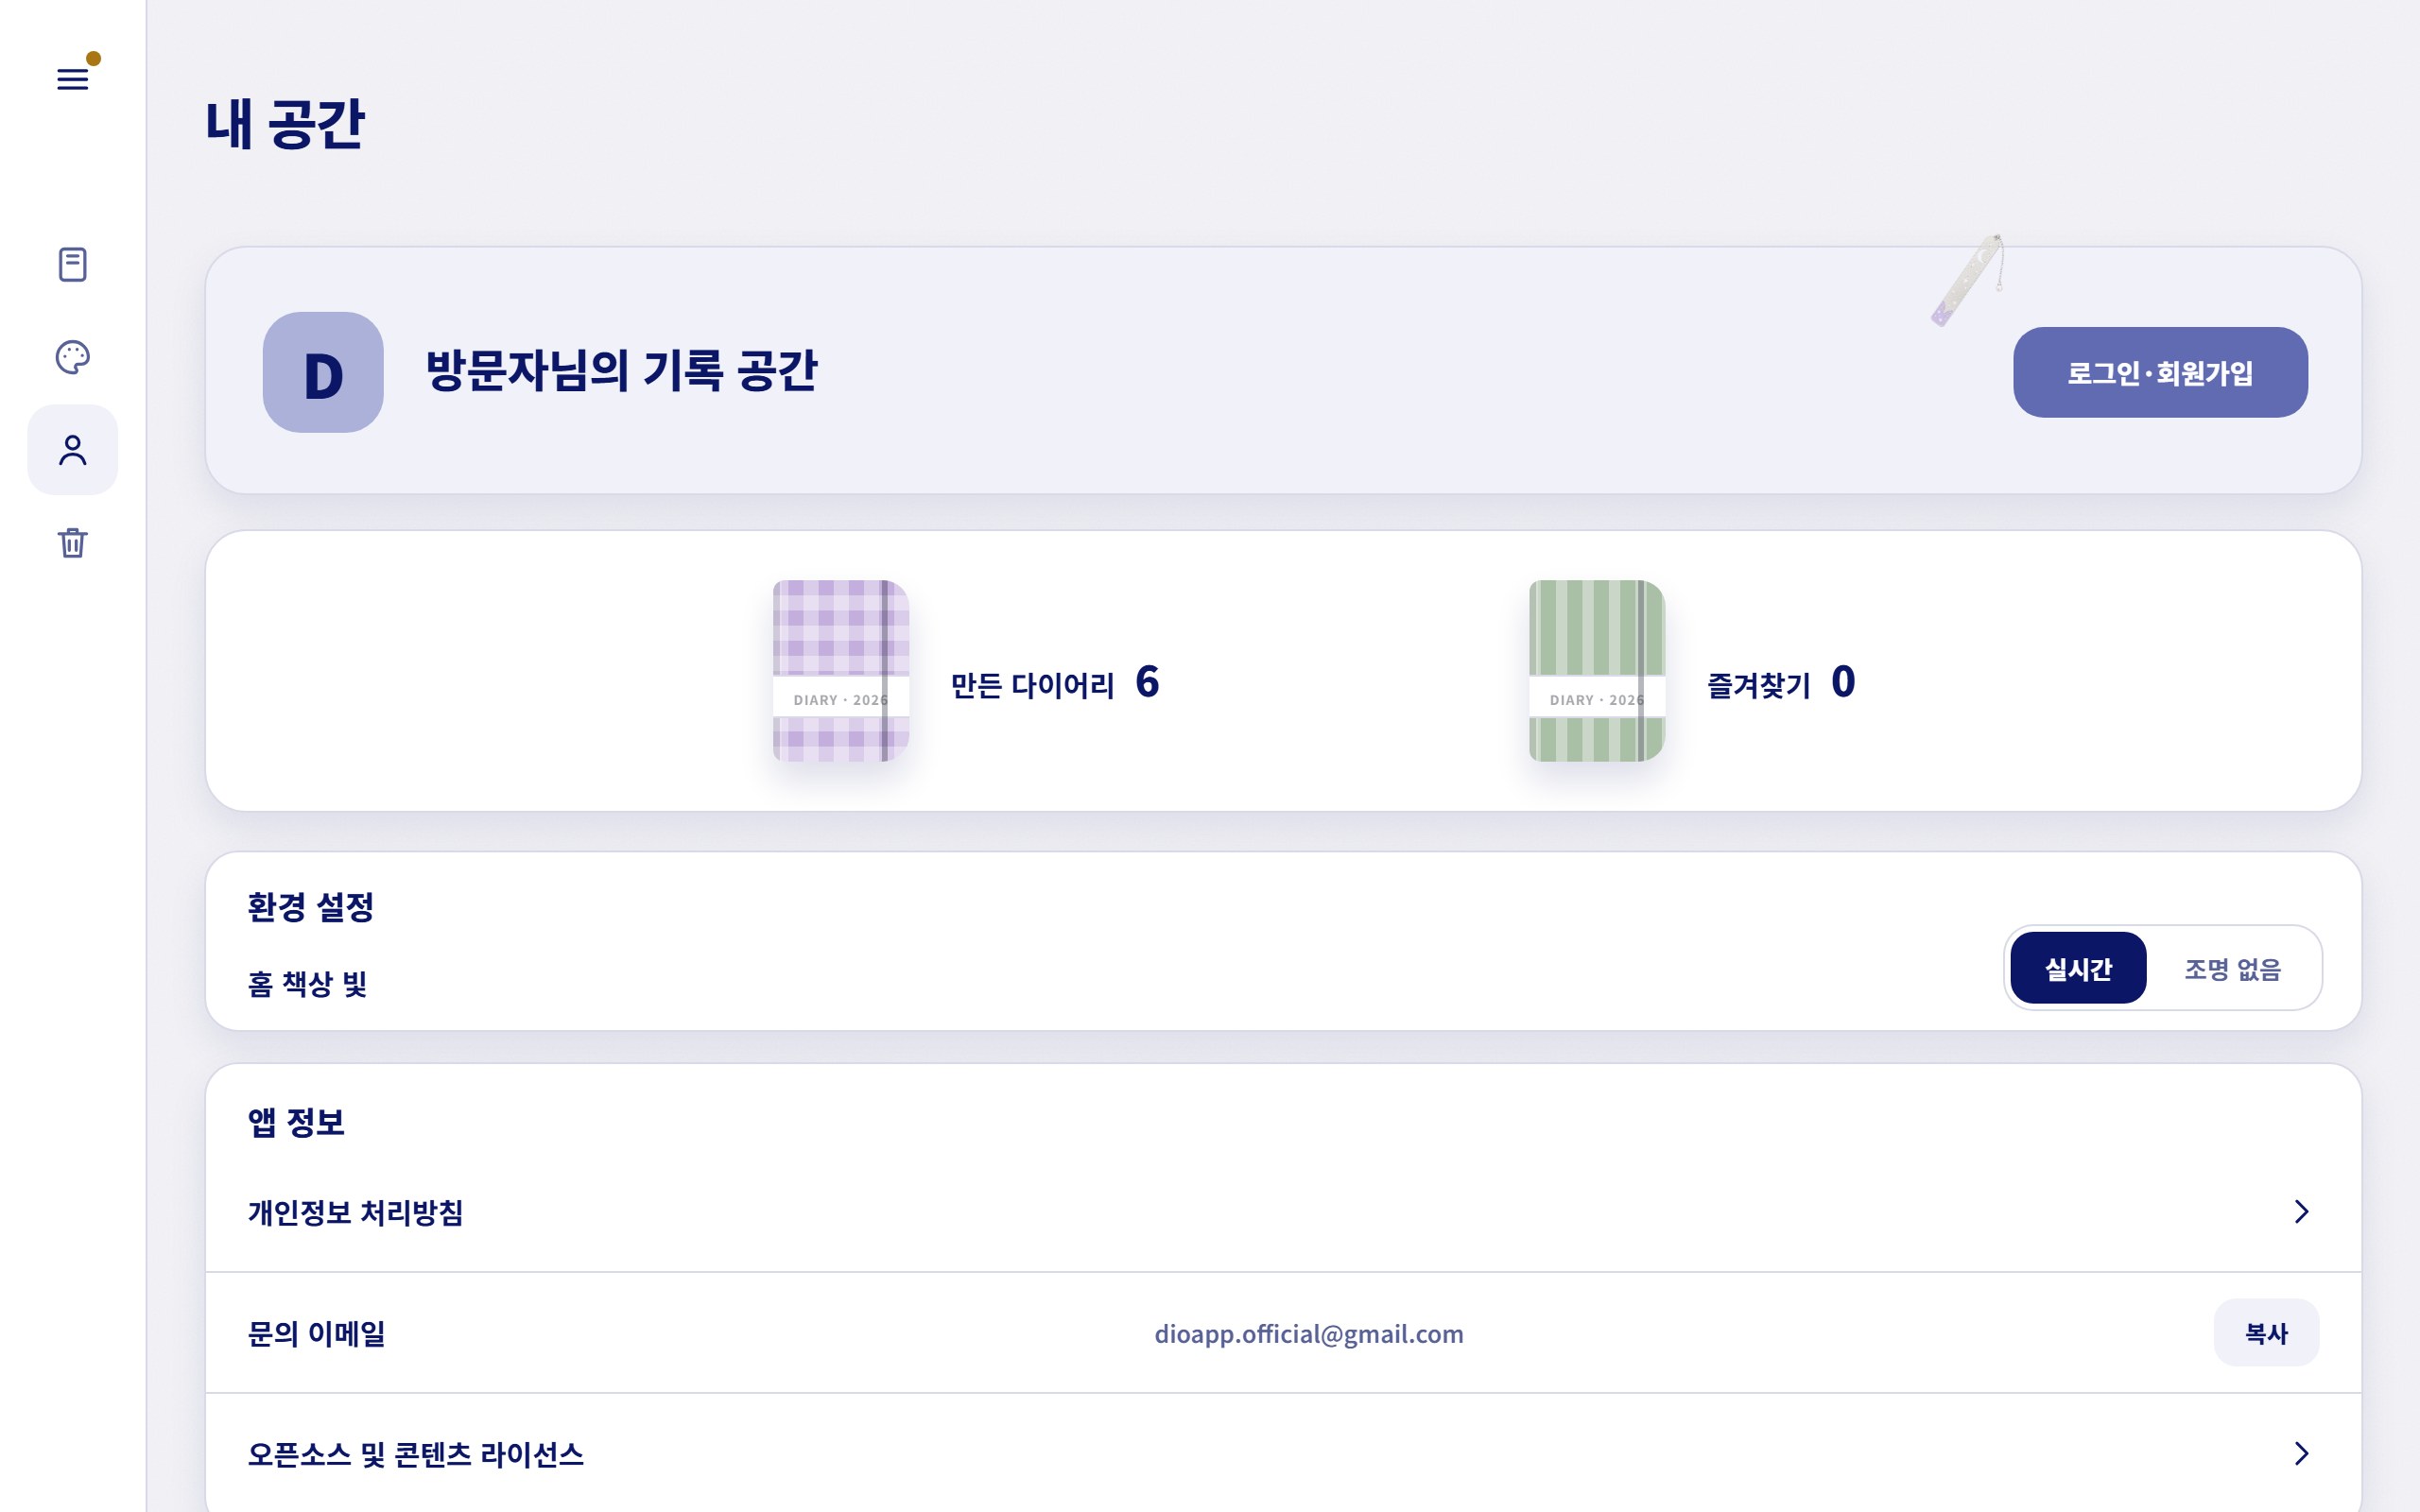 내 공간
D
방문자님의 기록 공간
로그인·회원가입
DIARY · 2026
만든 다이어리 6
DIARY · 2026
즐겨찾기 0
환경 설정
홈 책상 빛
실시간
조명 없음
앱 정보
개인정보 처리방침
문의 이메일
dioapp.official@gmail.com
복사
오픈소스 및 콘텐츠 라이선스